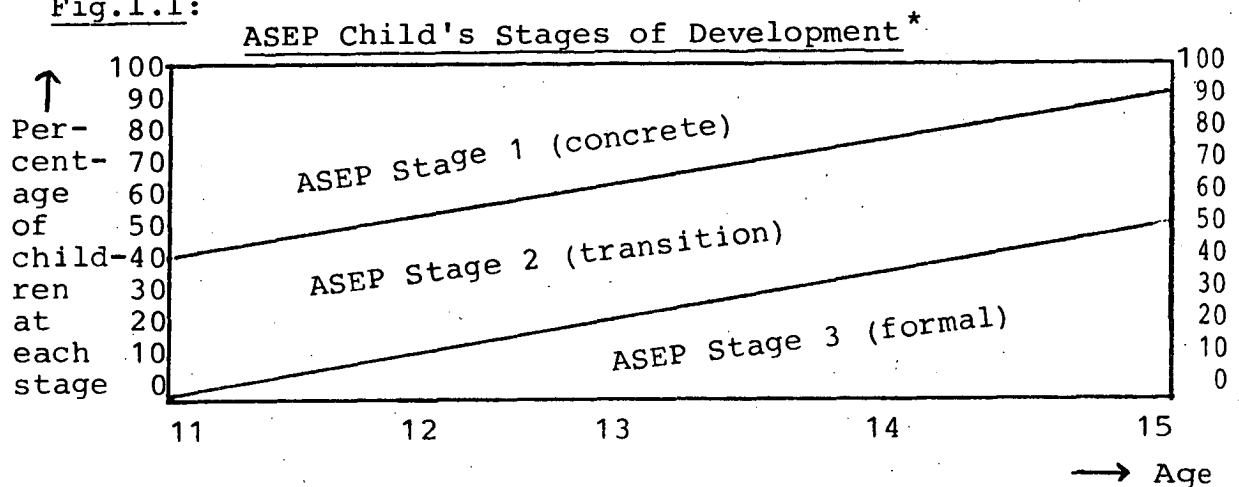 Fig.1.1:
ASEP Child's Stages of Development*
↑ 100 100
90 90
Per- 80 80
cent- 70 70
age 60 60
of 50 50
child- 40 40
ren 30 30
at 20 20
each 10 10
stage 0 0
ASEP Stage 1 (concrete)
ASEP Stage 2 (transition)
ASEP Stage 3 (formal)
11 12 13 14 15
→ Age